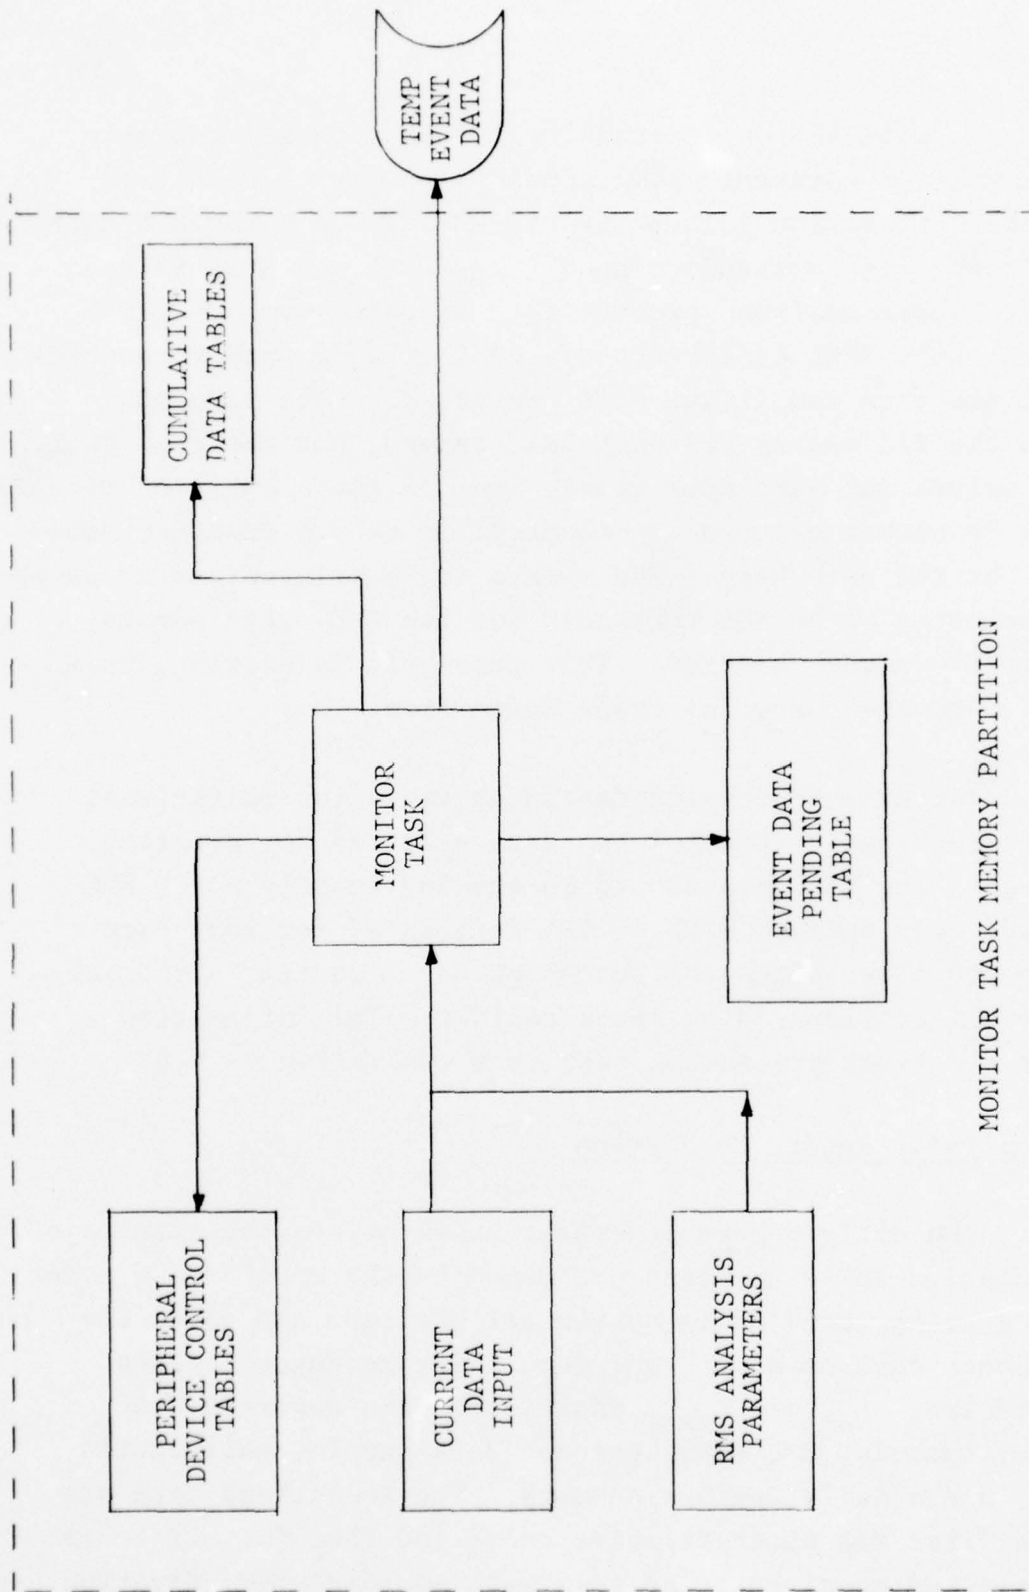 PERIPHERAL
DEVICE CONTROL
TABLES
CURRENT
DATA
INPUT
RMS ANALYSIS
PARAMETERS
MONITOR
TASK
EVENT DATA
PENDING
TABLE
CUMULATIVE
DATA TABLES
TEMP
EVENT
DATA
MONITOR TASK MEMORY PARTITION